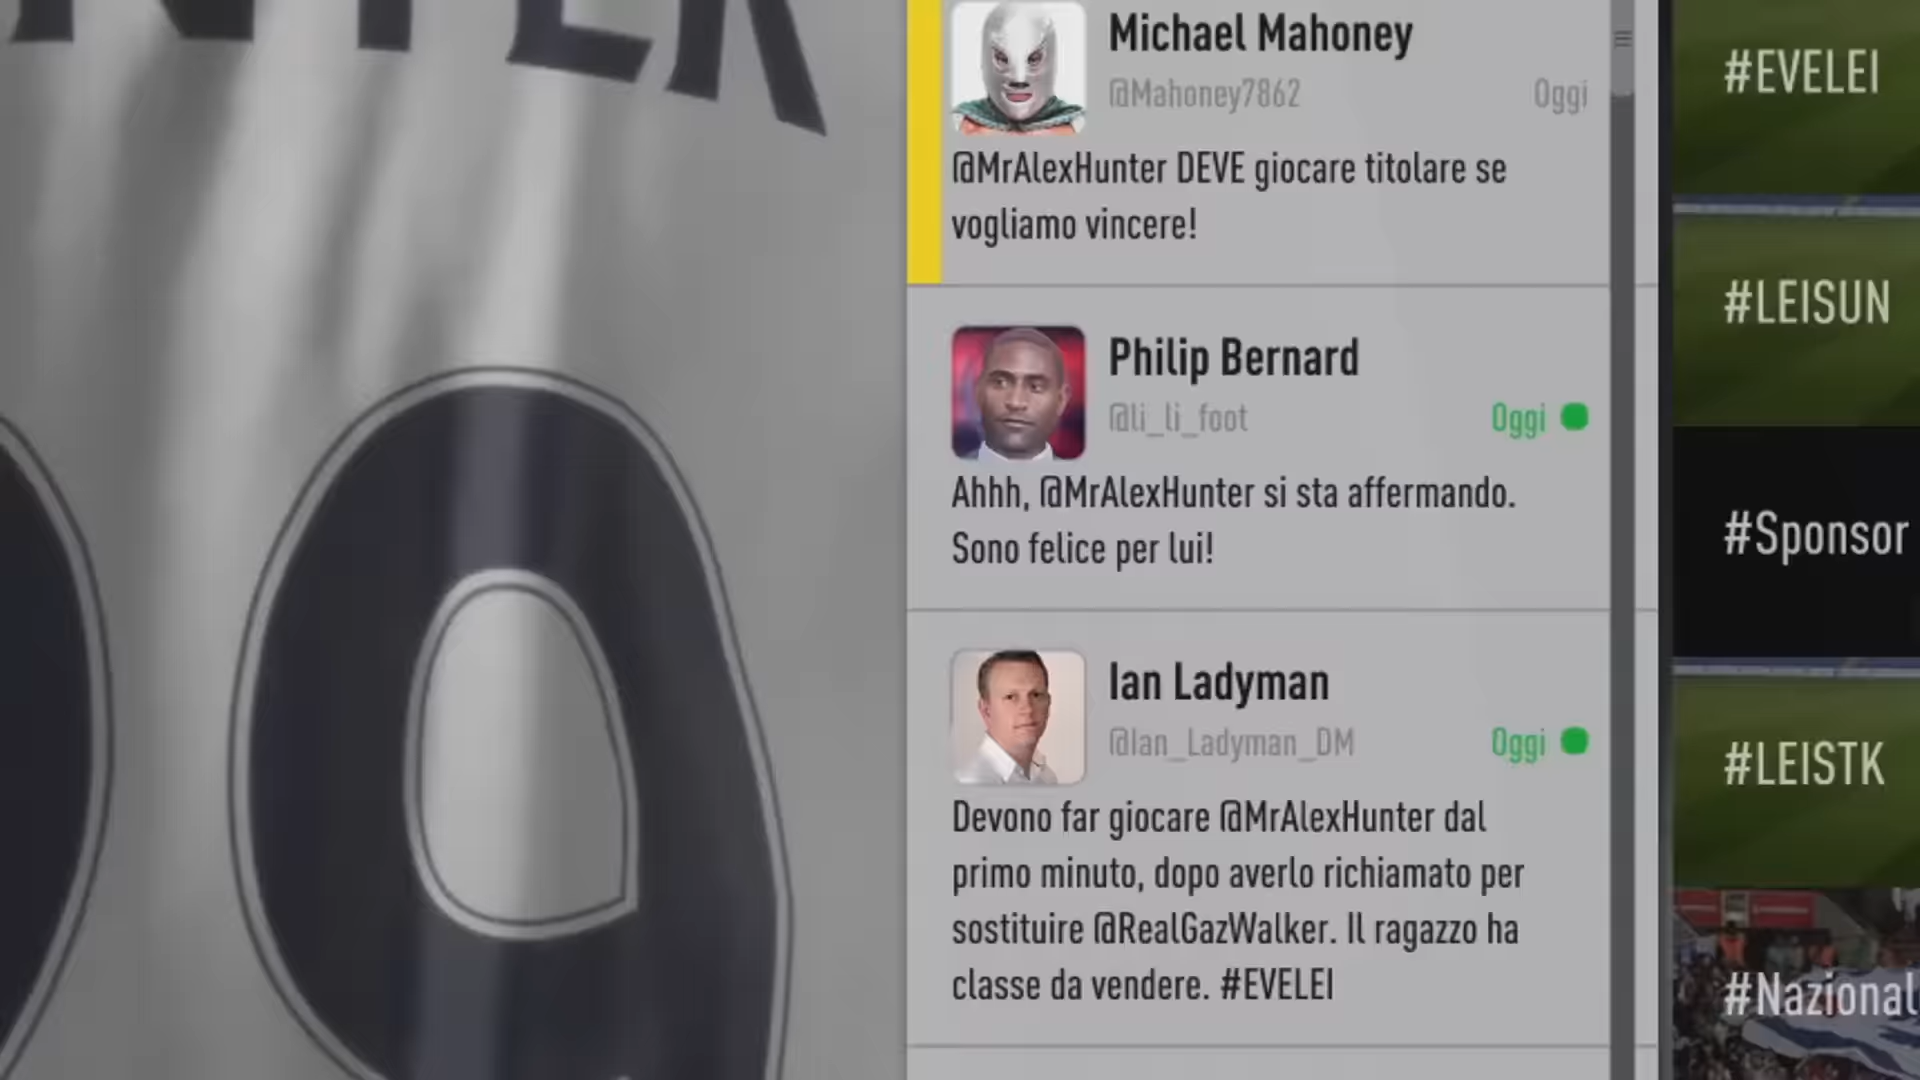 Michael Mahoney
@Mahoney7862
Oggi
@MrAlexHunter DEVE giocare titolare se
vogliamo vincere!
Philip Bernard
@li_li_foot
Oggi
Ahhh, @MrAlexHunter si sta affermando.
Sono felice per lui!
Ian Ladyman
@Ian_Ladyman_DM
Oggi
Devono far giocare @MrAlexHunter dal
primo minuto, dopo averlo richiamato per
sostituire @RealGazWalker. Il ragazzo ha
classe da vendere. #EVELEI
#EVELEI
#LEISUN
#Sponsor
#LEISTK
#Nazional